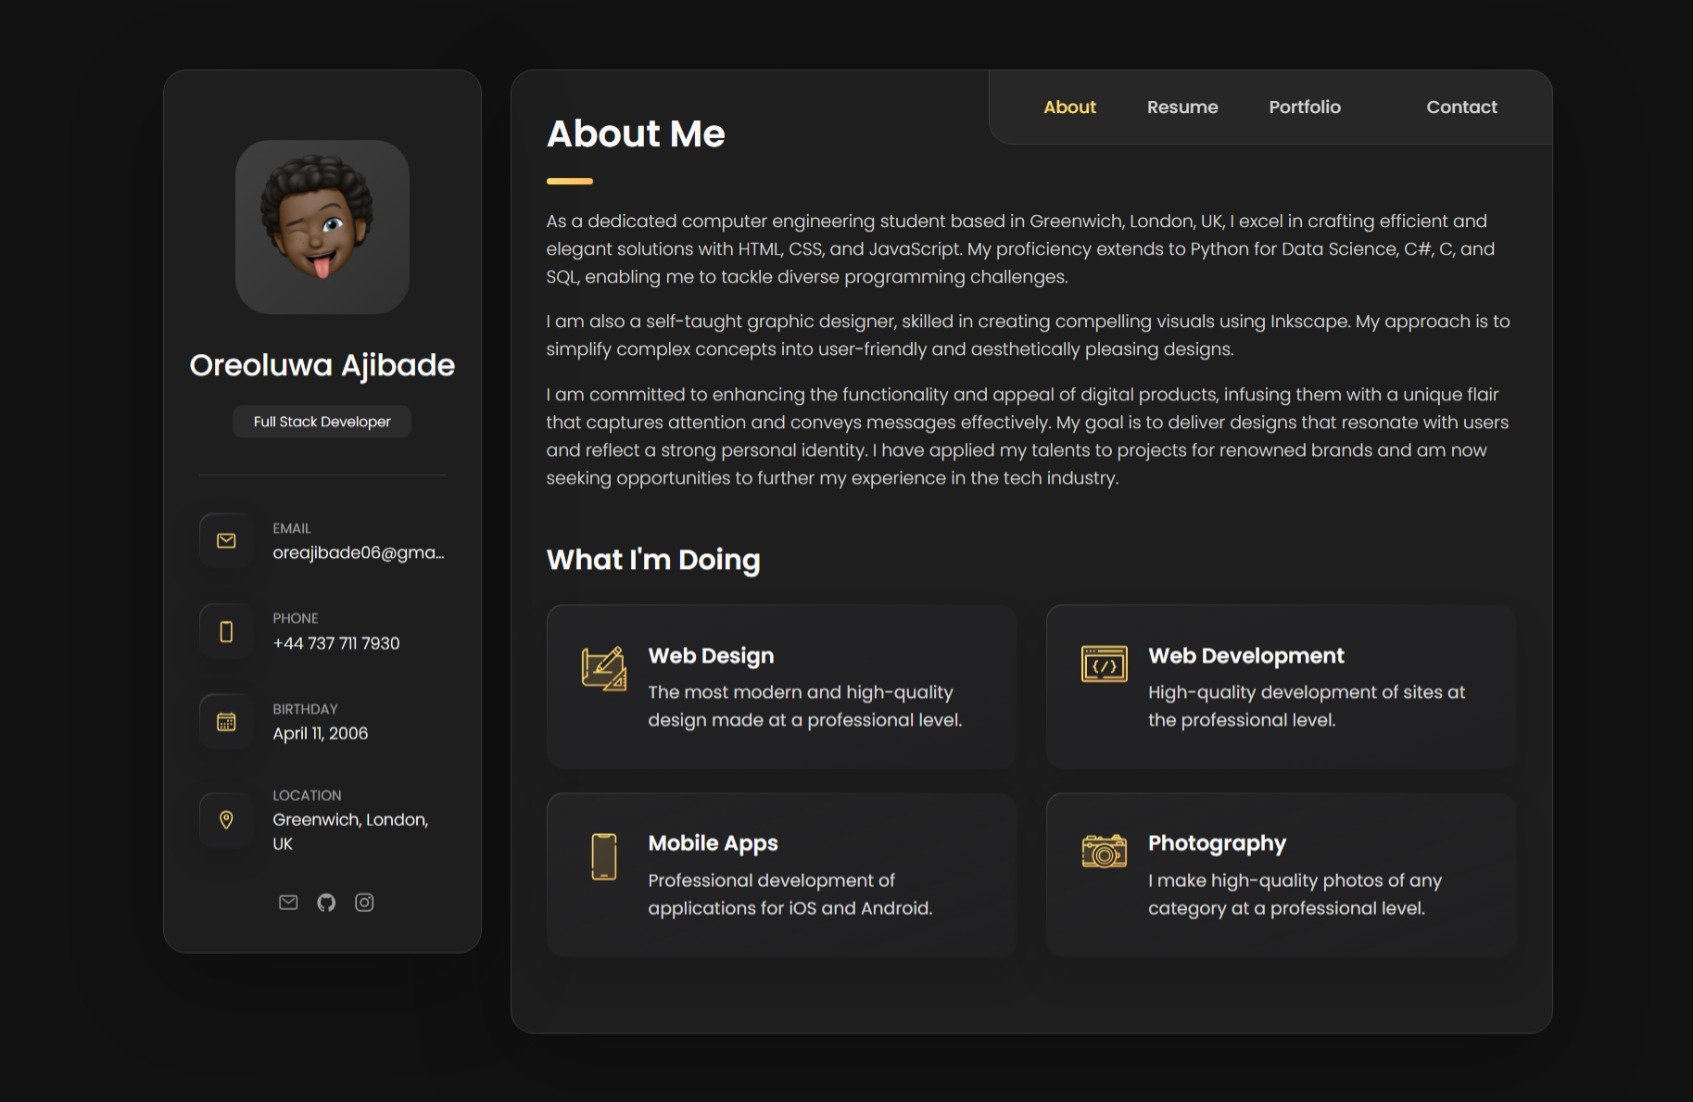 Oreoluwa Ajibade
Full Stack Developer
EMAIL
oreajibade06@gma...
PHONE
+44 737 711 7930
BIRTHDAY
April 11, 2006
LOCATION
Greenwich, London,
UK
About
Resume
Portfolio
Contact
About Me
As a dedicated computer engineering student based in Greenwich, London, UK, I excel in crafting efficient and
elegant solutions with HTML, CSS, and JavaScript. My proficiency extends to Python for Data Science, C#, C, and
SQL, enabling me to tackle diverse programming challenges.
I am also a self-taught graphic designer, skilled in creating compelling visuals using Inkscape. My approach is to
simplify complex concepts into user-friendly and aesthetically pleasing designs.
I am committed to enhancing the functionality and appeal of digital products, infusing them with a unique flair
that captures attention and conveys messages effectively. My goal is to deliver designs that resonate with users
and reflect a strong personal identity. I have applied my talents to projects for renowned brands and am now
seeking opportunities to further my experience in the tech industry.
What I'm Doing
Web Design
The most modern and high-quality
design made at a professional level.
Web Development
High-quality development of sites at
the professional level.
Mobile Apps
Professional development of
applications for iOS and Android.
Photography
I make high-quality photos of any
category at a professional level.